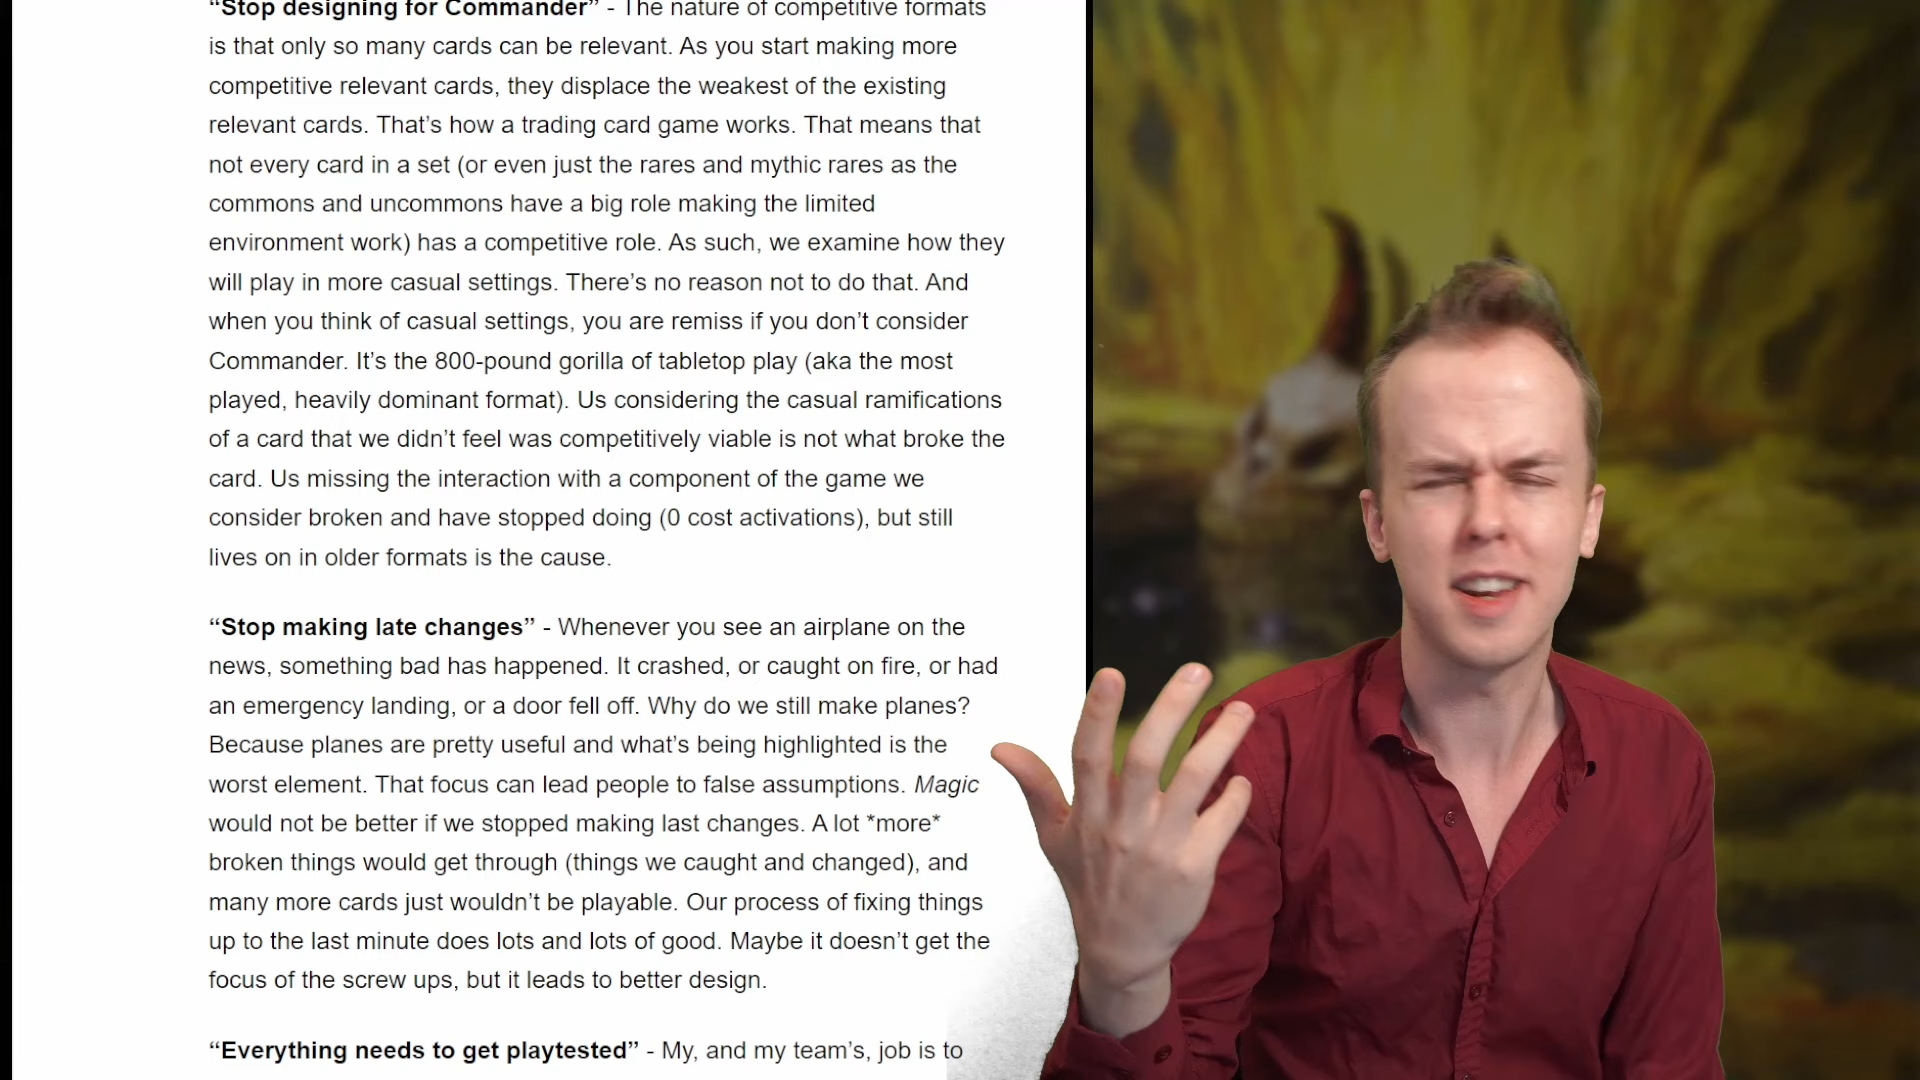 “Stop designing for Commander” - The nature of competitive formats
is that only so many cards can be relevant. As you start making more
competitive relevant cards, they displace the weakest of the existing
relevant cards. That’s how a trading card game works. That means that
not every card in a set (or even just the rares and mythic rares as the
commons and uncommons have a big role making the limited
environment work) has a competitive role. As such, we examine how they
will play in more casual settings. There’s no reason not to do that. And
when you think of casual settings, you are remiss if you don’t consider
Commander. It’s the 800-pound gorilla of tabletop play (aka the most
played, heavily dominant format). Us considering the casual ramifications
of a card that we didn’t feel was competitively viable is not what broke the
card. Us missing the interaction with a component of the game we
consider broken and have stopped doing (0 cost activations), but still
lives on in older formats is the cause.
“Stop making late changes” - Whenever you see an airplane on the
news, something bad has happened. It crashed, or caught on fire, or had
an emergency landing, or a door fell off. Why do we still make planes?
Because planes are pretty useful and what’s being highlighted is the
worst element. That focus can lead people to false assumptions. Magic
would not be better if we stopped making last changes. A lot *more*
broken things would get through (things we caught and changed), and
many more cards just wouldn’t be playable. Our process of fixing things
up to the last minute does lots and lots of good. Maybe it doesn’t get the
focus of the screw ups, but it leads to better design.
“Everything needs to get playtested” - My, and my team’s, job is to